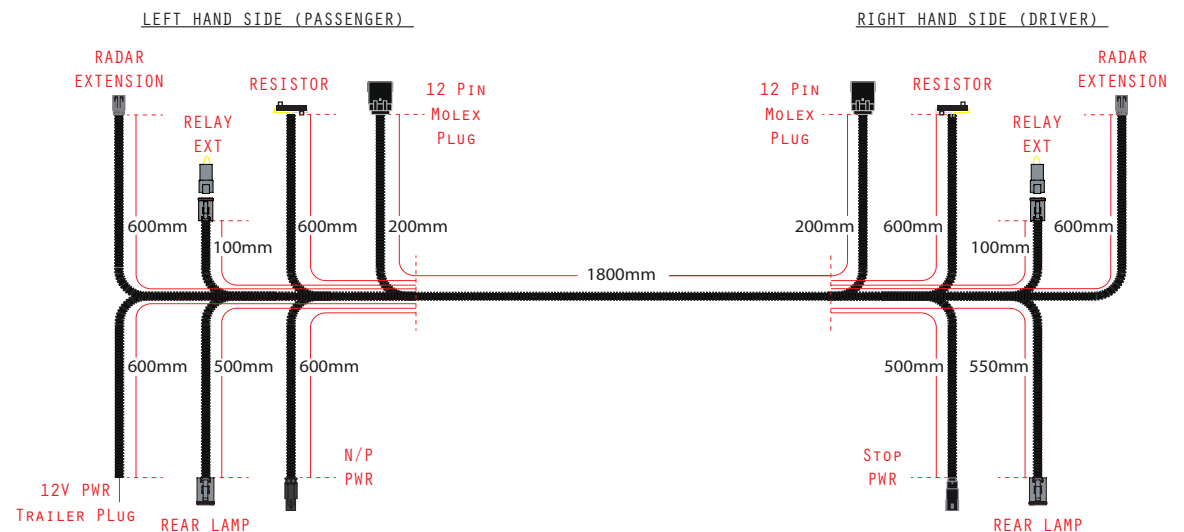 LEFT HAND SIDE (PASSENGER)
RIGHT HAND SIDE (DRIVER)
RADAR
EXTENSION
RELAY
EXT
RESISTOR
12 Pin
Molex
Plug
12 Pin
Molex
Plug
RESISTOR
RELAY
EXT
RADAR
EXTENSION
600mm
100mm
600mm
200mm
1800mm
200mm
600mm
100mm
600mm
600mm
500mm
600mm
500mm
550mm
12V PWR
Trailer Plug
REAR LAMP
N/P
PWR
Stop
PWR
REAR LAMP